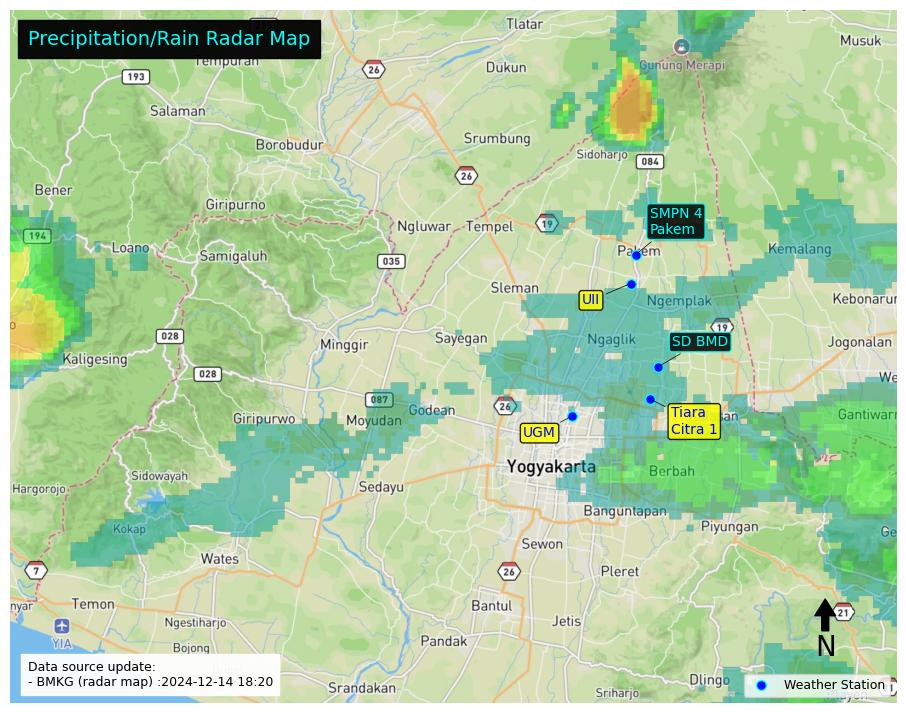 Precipitation/Rain Radar Map
Tempuran
Tlatar
Musuk
26
193
Dukun
Gunung Merapi
Salaman
Borobudur
Srumbung
Sidoharjo
084
26
Bener
Giripurno
SMPN 4
Pakem
Ngluwar
Tempel
19
194
Loano
Samigaluh
035
Pakem
Kemalang
Sleman
UII
Ngemplak
Kebonarum
19
028
Minggir
Sayegan
Ngaglik
SD BMD
Jogonalan
Kaligesing
028
087
Godean
26
Tiara
Citra 1
Giripurwo
Moyudan
UGM
Yogyakarta
Berbah
Sidowayah
Hargorojo
Sedayu
Banguntapan
Kokap
Piyungan
Sewon
Wates
7
26
Pleret
Temon
Bantul
21
Ngestiharjo
Jetis
YIA
Pandak
N
Bojong
Data source update:
- BMKG (radar map) :2024-12-14 18:20
Srandakan
Sriharjo
Dlingo
Weather Station